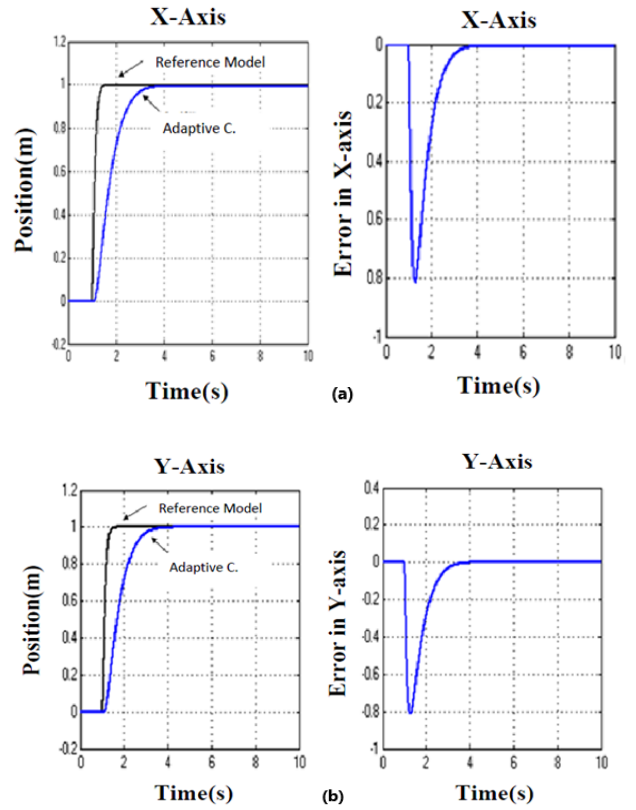 X-Axis
1.2
1
0.8
0.6
0.4
0.2
0
-0.2
0 2 4 6 8 10
Position(m)
Time(s)
Reference Model
Adaptive C.
X-Axis
0
0.2
0.4
0.6
0.8
-1
0 2 4 6 8 10
Error in X-axis
Time(s)
(a)
Y-Axis
1.2
1
0.8
0.6
0.4
0.2
0
-0.2
0 2 4 6 8 10
Position(m)
Time(s)
Reference Model
Adaptive C.
Y-Axis
0.4
0.2
0
-0.2
-0.4
-0.6
-0.8
-1
0 2 4 6 8 10
Error in Y-axis
Time(s)
(b)